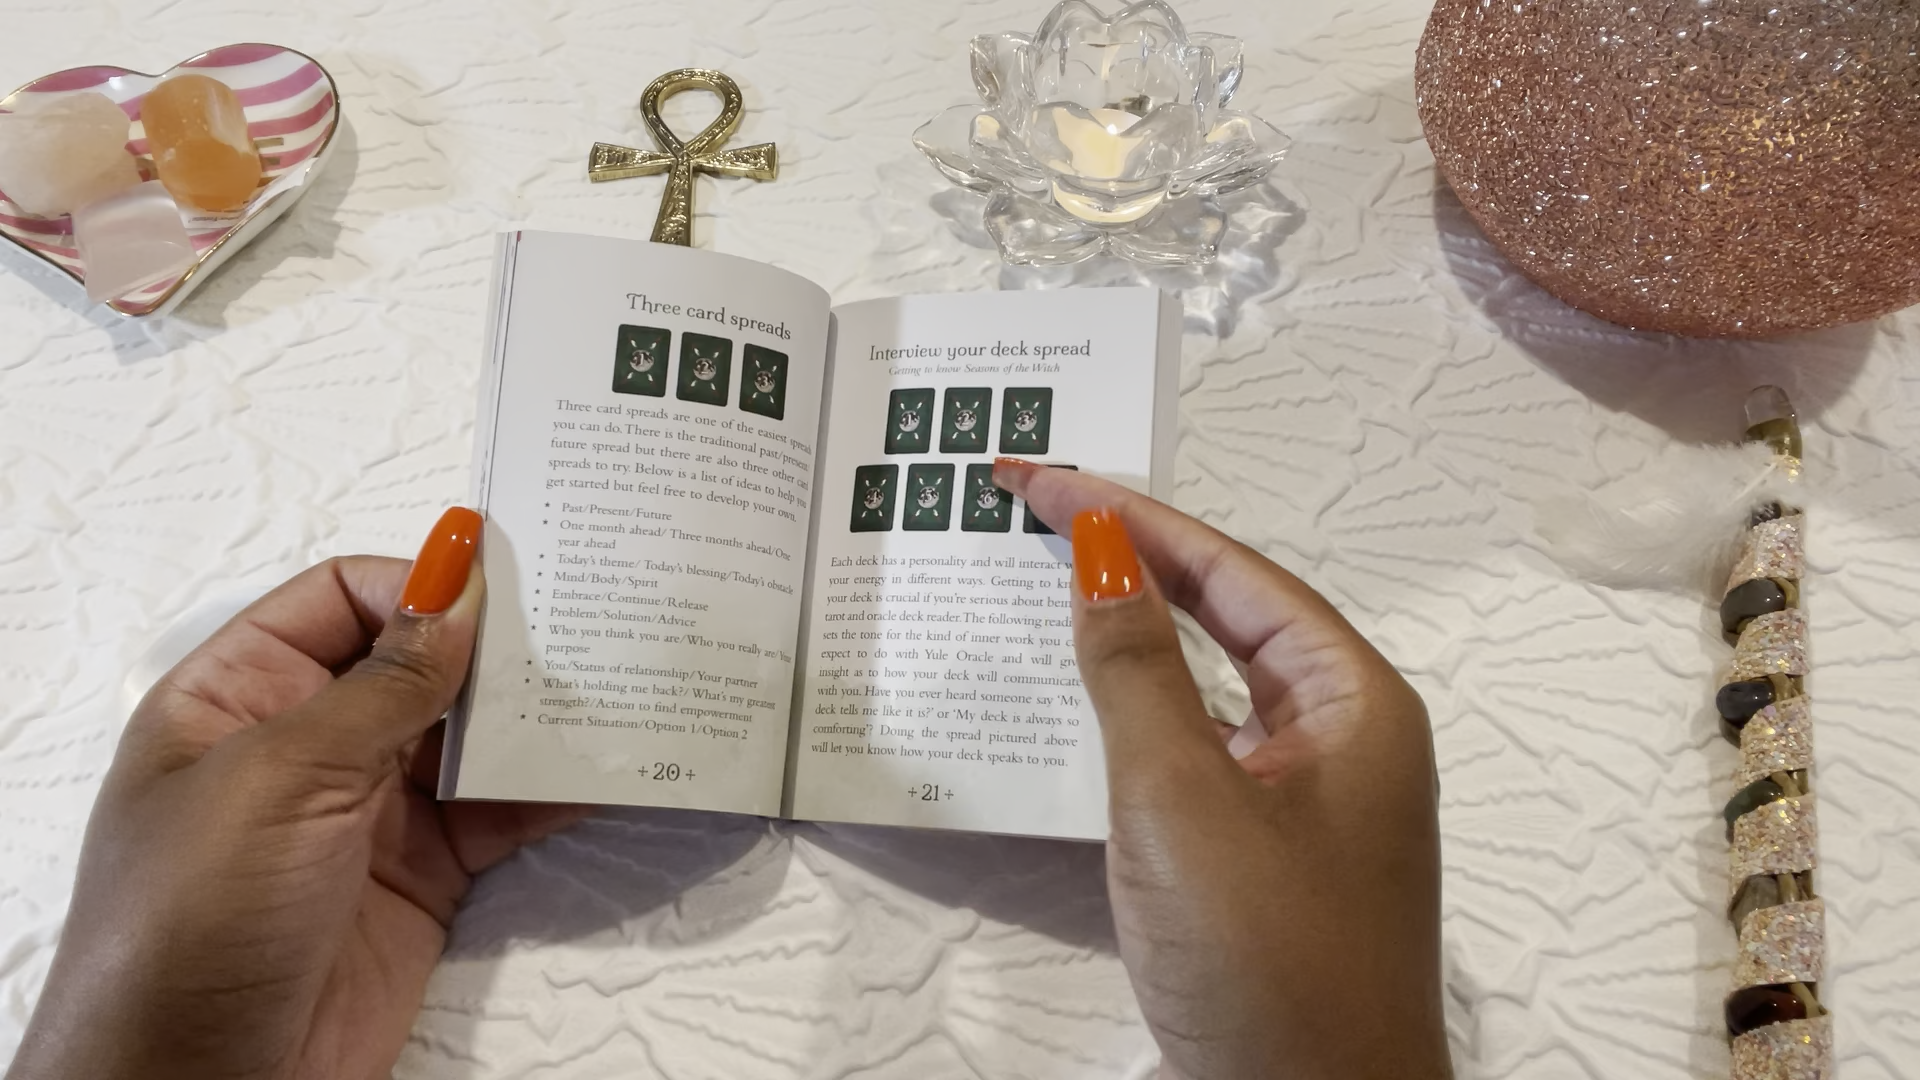 Three card spreads
1
2
3
Three card spreads are one of the easiest spreads
you can do. There is the traditional past/present/
future spread but there are also three other card
spreads to try. Below is a list of ideas to help you
get started but feel free to develop your own.
* Past/Present/Future
* One month ahead/ Three months ahead/One
year ahead
* Today's theme/ Today's blessing/Today's obstacle
* Mind/Body/Spirit
* Embrace/Continue/Release
* Problem/Solution/Advice
* Who you think you are/Who you really are/Your
purpose
* You/Status of relationship/Your partner
* What's holding me back?/ What's my greatest
strength?/Action to find empowerment
* Current Situation/Option 1/Option 2
+20+
Interview your deck spread
Getting to know Seasons of the Witch
1
2
3
4
5
6
Each deck has a personality and will interact
your energy in different ways. Getting to
your deck is crucial if you're serious about
tarot and oracle deck reader. The following
sets the tone for the kind of inner work you
expect to do with Yule Oracle and will
insight as to how your deck will communicate
with you. Have you ever heard someone say 'My
deck tells me like it is?' or 'My deck is always so
comforting'? Doing the spread pictured above
will let you know how your deck speaks to you.
+21+